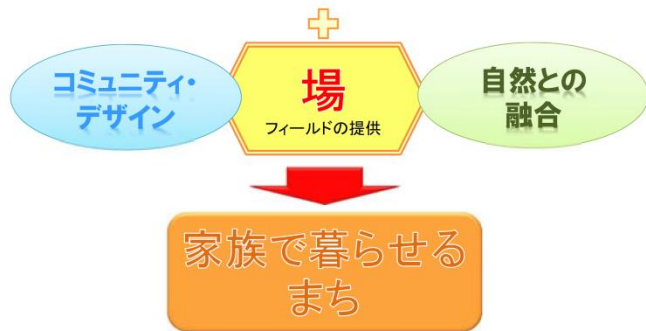 コミュニティ・
デザイン
場
フィールドの提供
自然との
融合
家族で暮らせる
まち